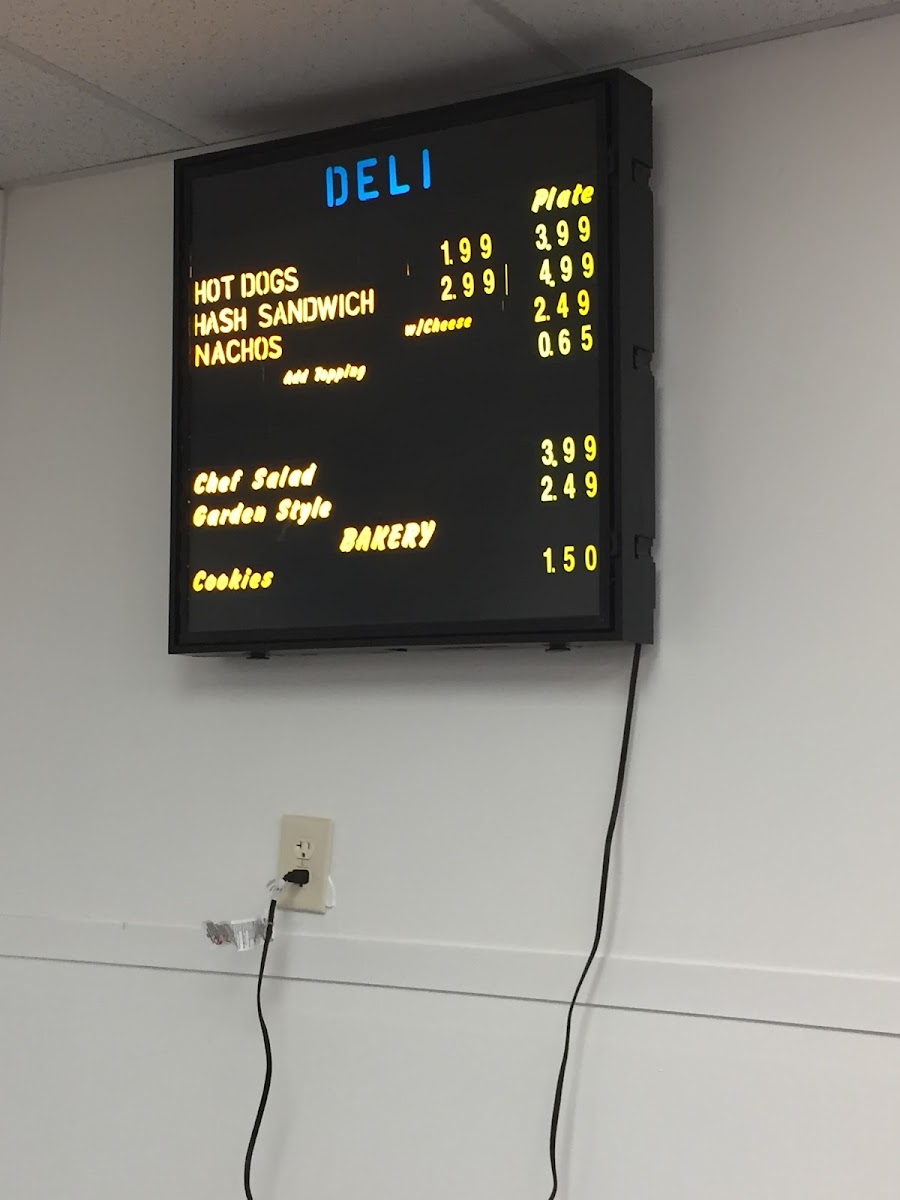 DELI
Plate
HOT DOGS 1.99 3.99
HASH SANDWICH 2.99 4.99
NACHOS w/Cheese 2.49
Add Topping 0.65
Chef Salad 3.99
Garden Style 2.49
BAKERY
Cookies 1.50